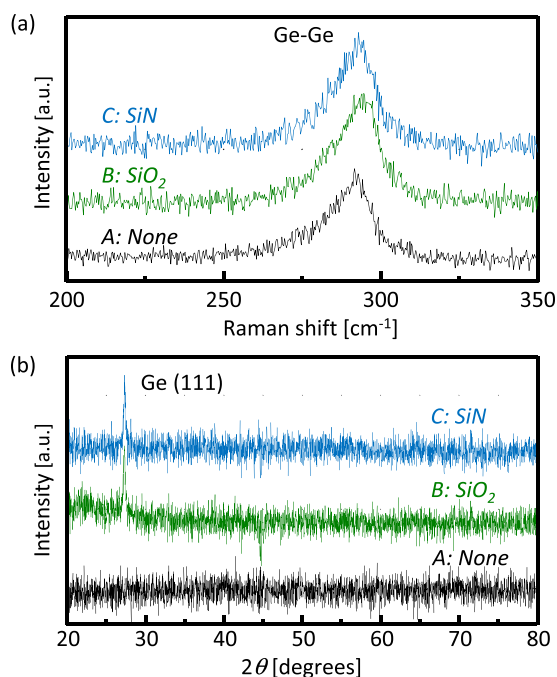 (a)
Ge-Ge
C: SiN
B: SiO2
A: None
Intensity [a.u.]
200 250 300 350
Raman shift [cm-1]
(b)
Ge (111)
C: SiN
B: SiO2
A: None
Intensity [a.u.]
20 30 40 50 60 70 80
2θ [degrees]